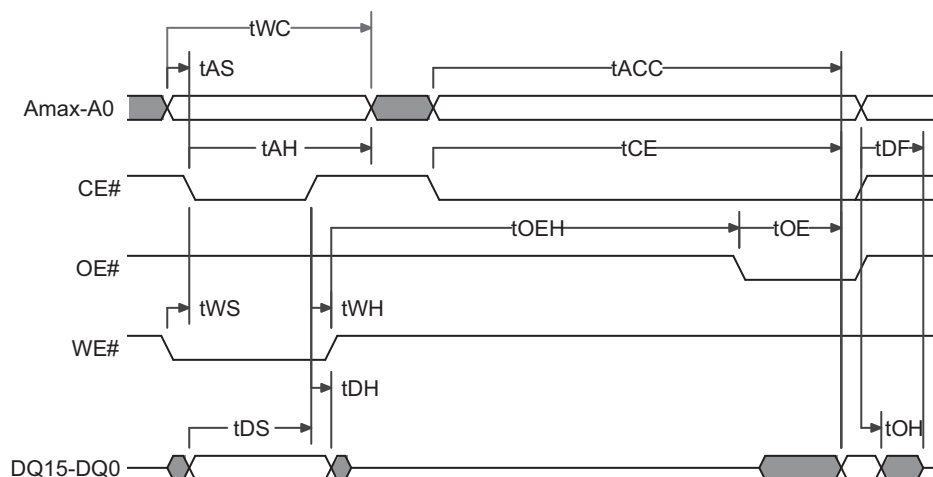 tWC
tAS
tACC
Amax-A0
tAH
tCE
tDF
CE#
tOEH
tOE
OE#
tWS
tWH
WE#
tDH
tDS
tOH
DQ15-DQ0